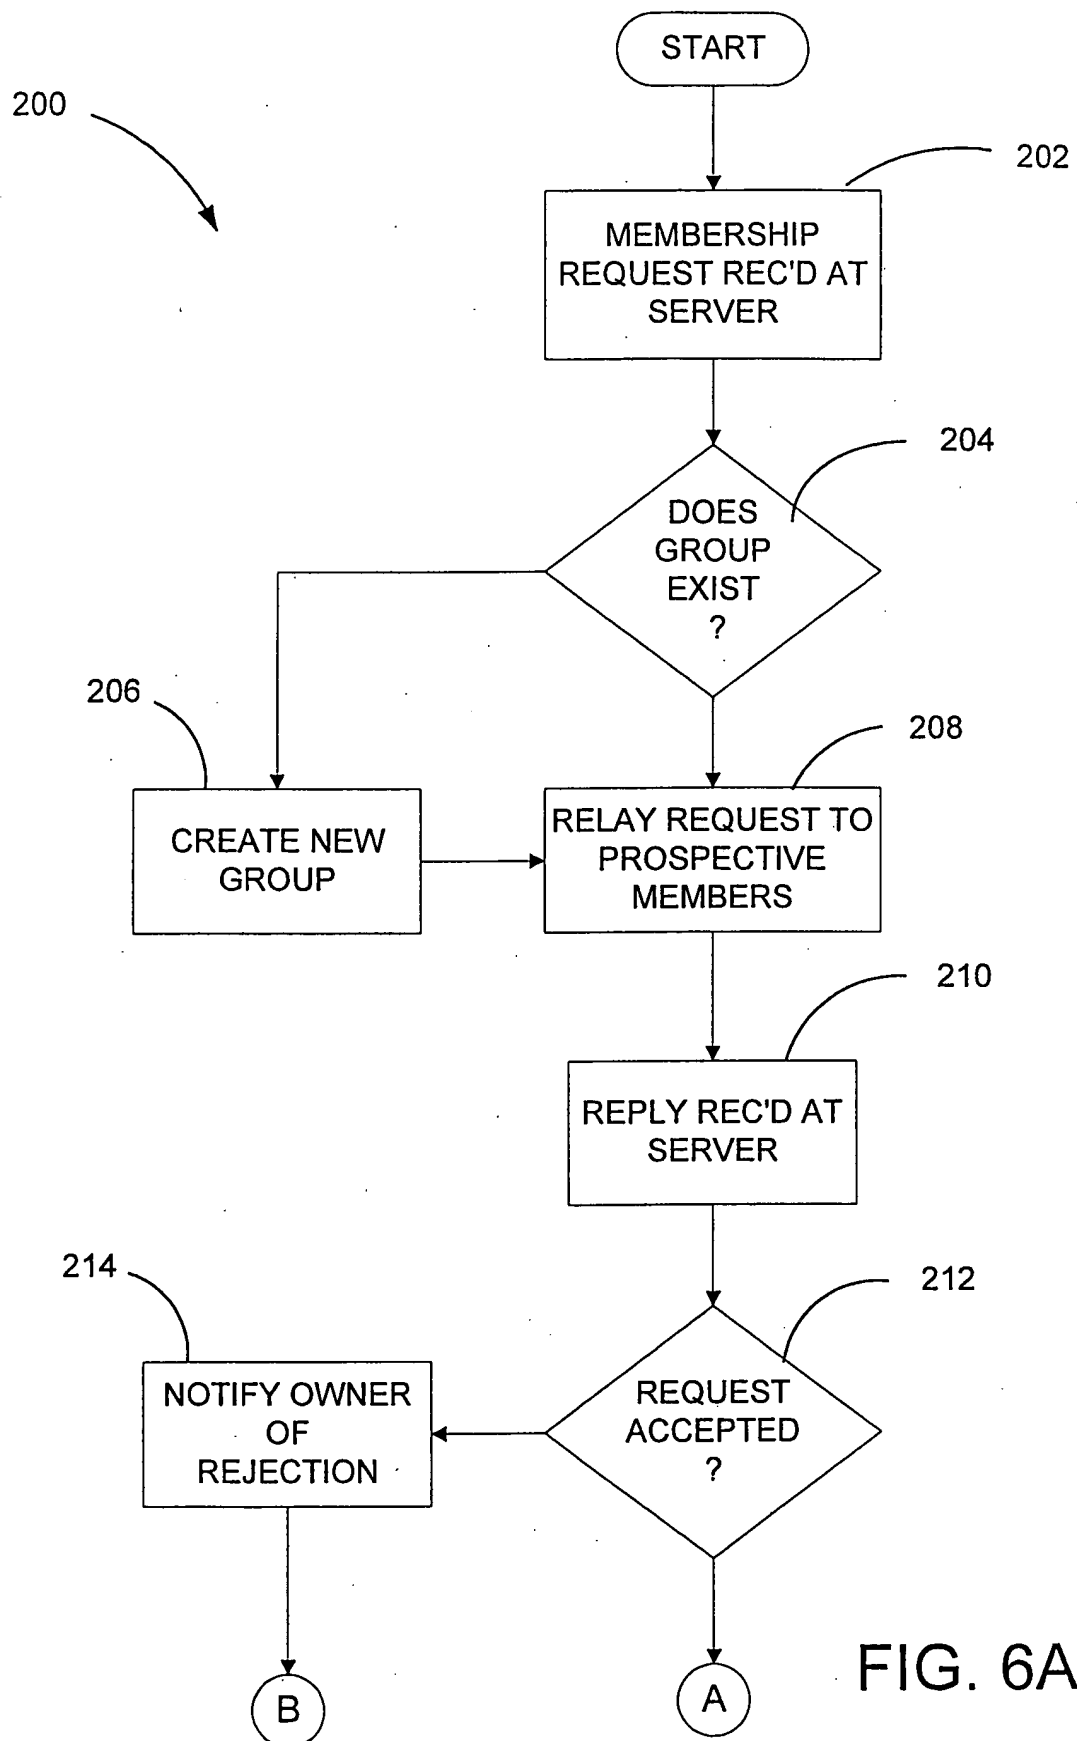 START
200
202
MEMBERSHIP
REQUEST REC'D AT
SERVER
204
DOES
GROUP
EXIST
?
206
208
CREATE NEW
GROUP
RELAY REQUEST TO
PROSPECTIVE
MEMBERS
210
REPLY REC'D AT
SERVER
214
212
NOTIFY OWNER
OF
REJECTION
REQUEST
ACCEPTED
?
B
A
FIG. 6A